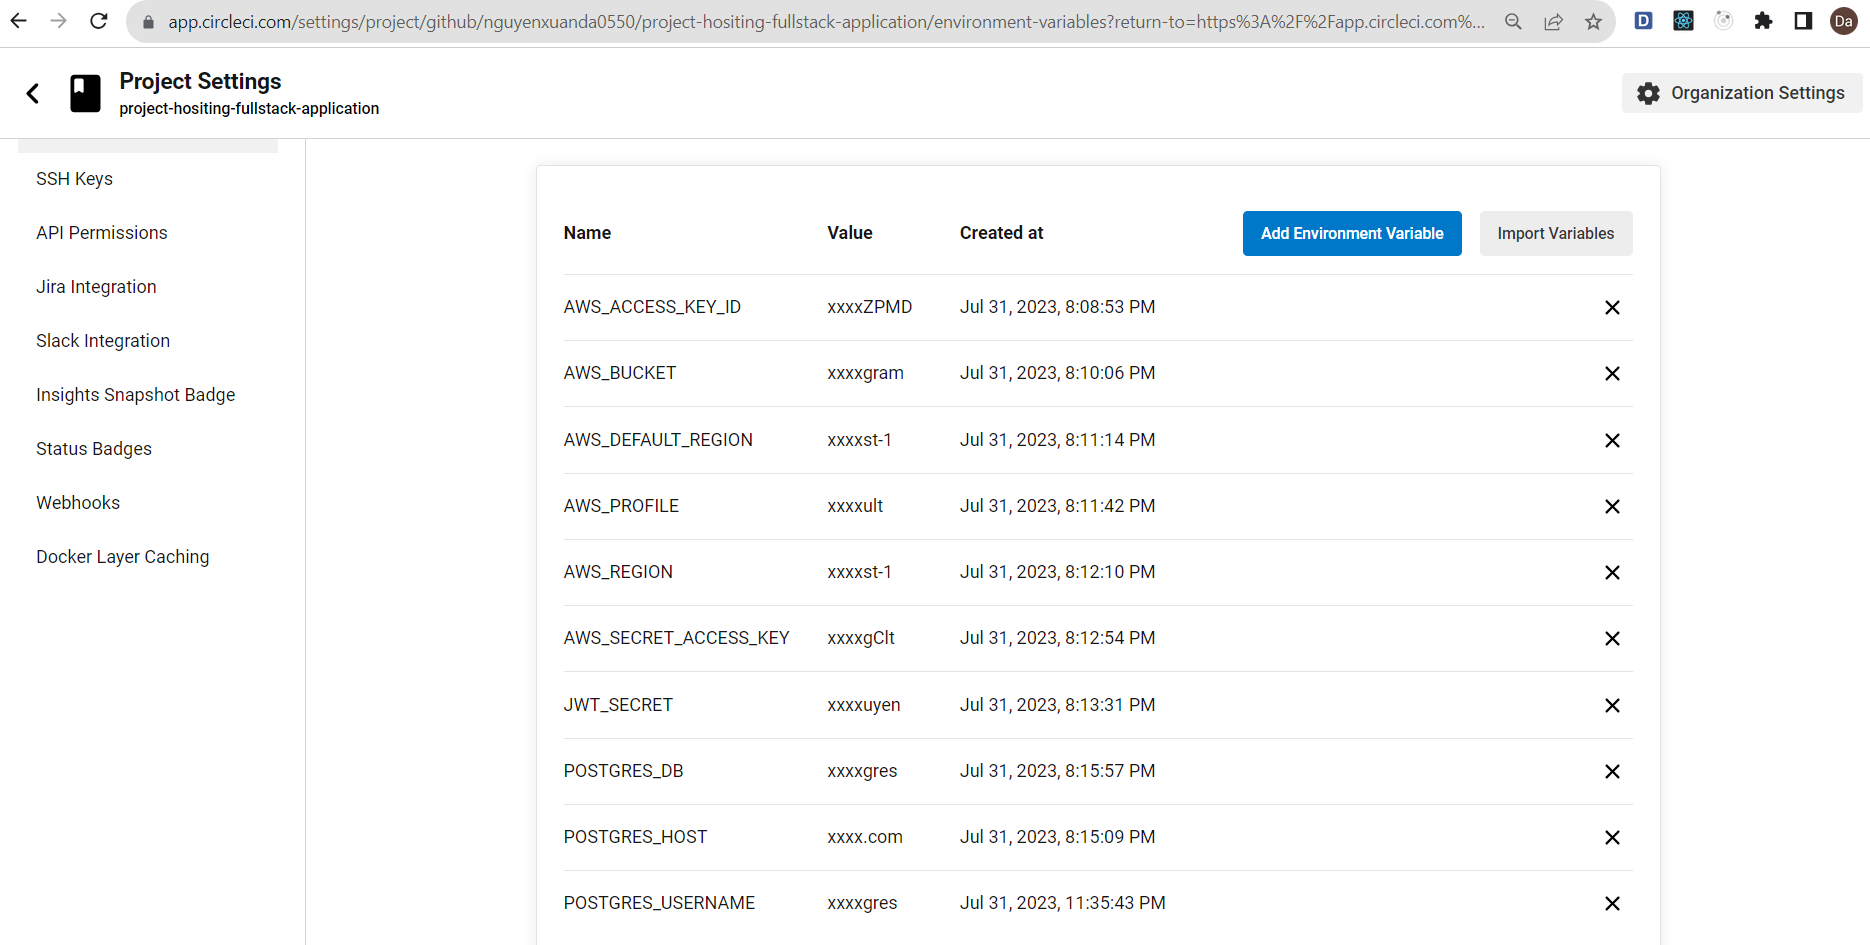 app.circleci.com/settings/project/github/nguyenxuanda0550/project-hositing-fullstack-application/environment-variables?return-to=https%3A%2F%2Fapp.circleci.com%...
D
Da
Project Settings
project-hositing-fullstack-application
Organization Settings
SSH Keys
API Permissions
Jira Integration
Slack Integration
Insights Snapshot Badge
Status Badges
Webhooks
Docker Layer Caching
Name Value Created at Add Environment Variable Import Variables
AWS_ACCESS_KEY_ID xxxxZPMD Jul 31, 2023, 8:08:53 PM
AWS_BUCKET xxxxgram Jul 31, 2023, 8:10:06 PM
AWS_DEFAULT_REGION xxxxst-1 Jul 31, 2023, 8:11:14 PM
AWS_PROFILE xxxxult Jul 31, 2023, 8:11:42 PM
AWS_REGION xxxxst-1 Jul 31, 2023, 8:12:10 PM
AWS_SECRET_ACCESS_KEY xxxxgClt Jul 31, 2023, 8:12:54 PM
JWT_SECRET xxxxuyen Jul 31, 2023, 8:13:31 PM
POSTGRES_DB xxxxgres Jul 31, 2023, 8:15:57 PM
POSTGRES_HOST xxxx.com Jul 31, 2023, 8:15:09 PM
POSTGRES_USERNAME xxxxgres Jul 31, 2023, 11:35:43 PM